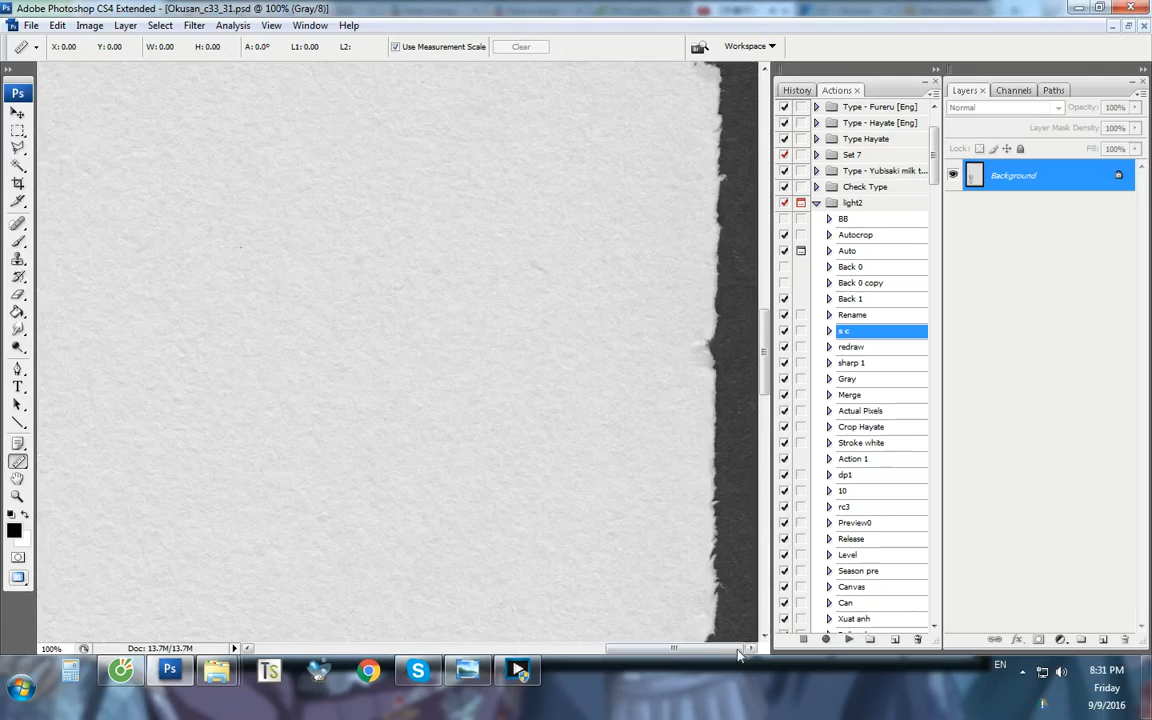 Adobe Photoshop CS4 Extended - [Okusan_c33_31.psd @ 100% (Gray/8)]
File Edit Image Layer Select Filter Analysis View Window Help
X: 0.00 Y: 0.00 W: 0.00 H: 0.00 A: 0.0° L1: 0.00 L2: Use Measurement Scale Clear Workspace
Ps
History Actions × Layers × Channels Paths
Type - Fureru [Eng]
Normal Opacity: 100%
Type - Hayate [Eng]
Layer Mask Density: 100%
Type Hayate
Lock: Fill: 100%
Set 7
Type - Yubisaki milk t...
Background
Check Type
light2
BB
Autocrop
Auto
Back 0
Back 0 copy
Back 1
Rename
s c
redraw
sharp 1
Gray
Merge
Actual Pixels
Crop Hayate
Stroke white
Action 1
dp1
10
rc3
Preview0
Release
Level
Season pre
Canvas
Can
Xuat anh
T
100% Doc: 13.7M/13.7M
fx
Ps TS S
EN
8:31 PM
Friday
9/9/2016